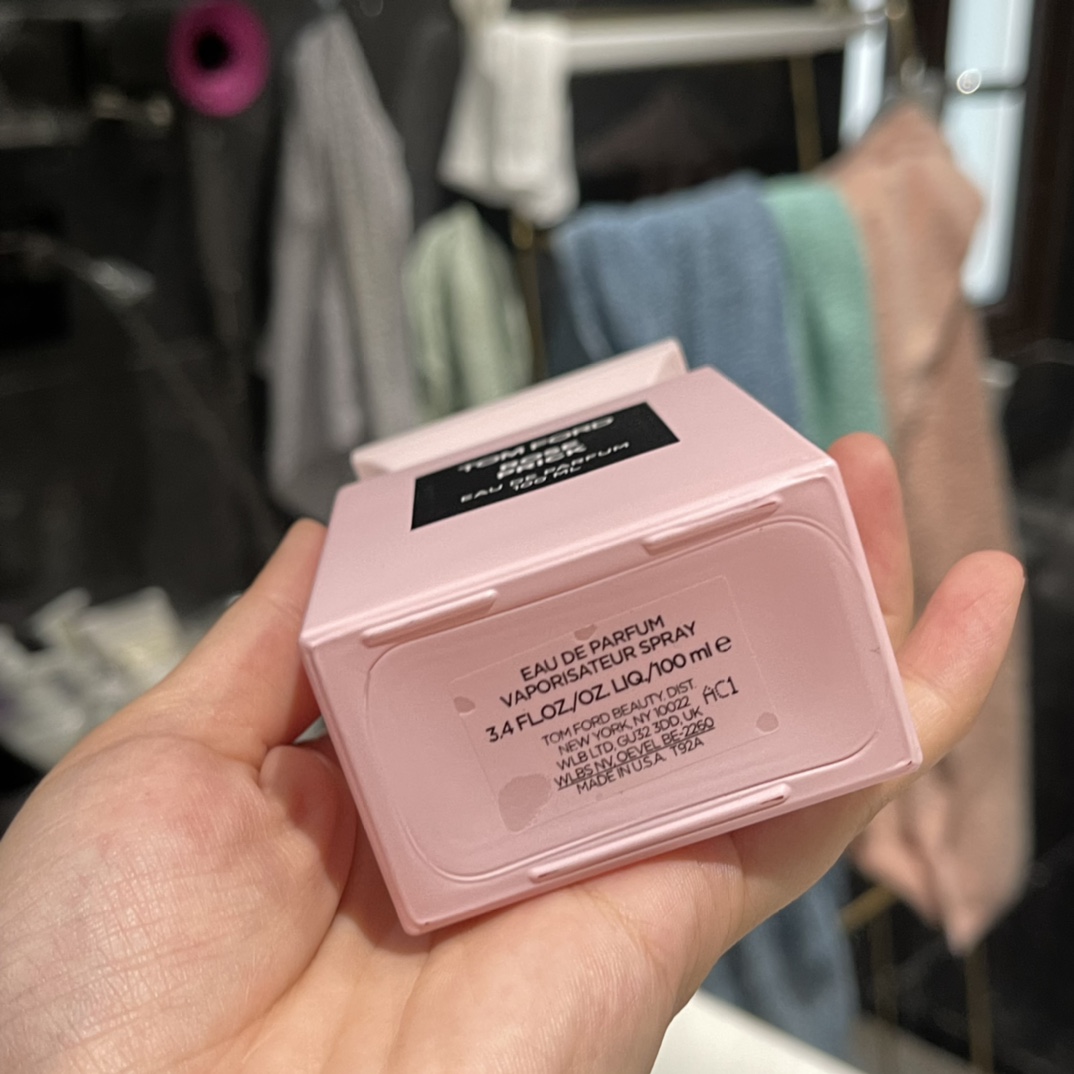 TOM FORD
ROSE
PRICK
EAU DE PARFUM
100 ML
EAU DE PARFUM
VAPORISATEUR SPRAY
3.4 FL.OZ./OZ. LIQ./100 ml ℮
TOM FORD BEAUTY, DIST.
NEW YORK, NY 10022
WLB LTD, GU32 3DD, UK
WLBS NV, OEVEL BE-2260
MADE IN U.S.A. T92A
AC1